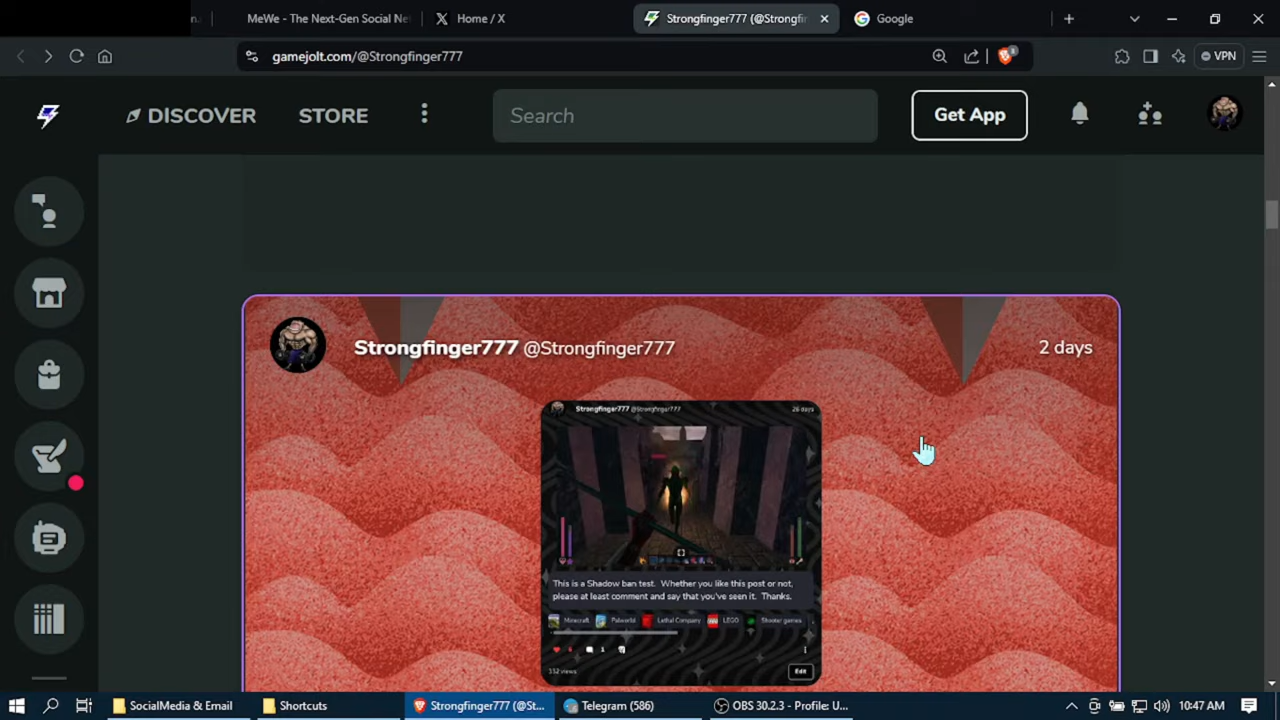 MeWe - The Next-Gen Social Ne
Home / X
Strongfinger777 (@Strongfin
Google
gamejolt.com/@Strongfinger777
VPN
DISCOVER
STORE
Search
Get App
Strongfinger777 @Strongfinger777
2 days
Strongfinger777 @Strongfinger777
26 days
This is a Shadow ban test. Whether you like this post or not,
please at least comment and say that you've seen it. Thanks.
Minecraft
Palworld
Lethal Company
LEGO
Shooter games
Edit
SocialMedia & Email
Shortcuts
Strongfinger777 (@St...
Telegram (586)
OBS 30.2.3 - Profile: U...
10:47 AM